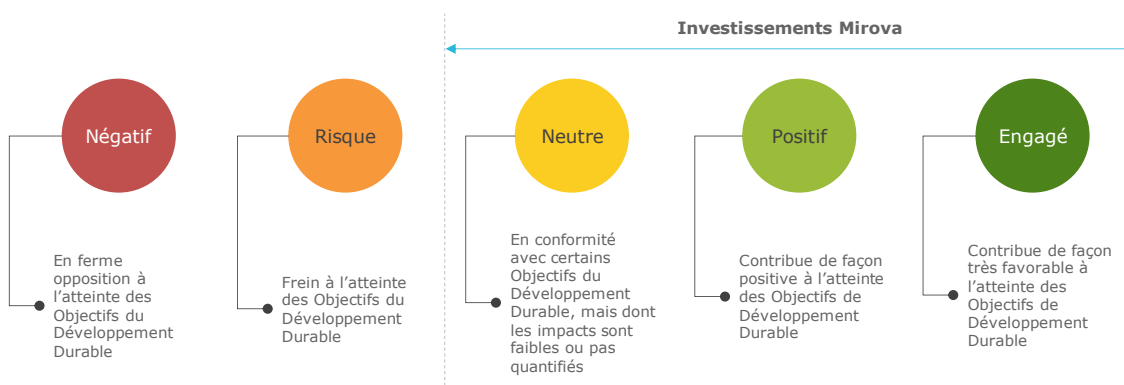 Investissements Mirova
Négatif
Risque
Neutre
Positif
Engagé
En ferme
opposition à
l’atteinte des
Objectifs du
Développement
Durable
Frein à l’atteinte
des Objectifs du
Développement
Durable
En conformité
avec certains
Objectifs du
Développement
Durable, mais dont
les impacts sont
faibles ou pas
quantifiés
Contribue de façon
positive à l’atteinte
des Objectifs de
Développement
Durable
Contribue de façon
très favorable à
l’atteinte des
Objectifs de
Développement
Durable